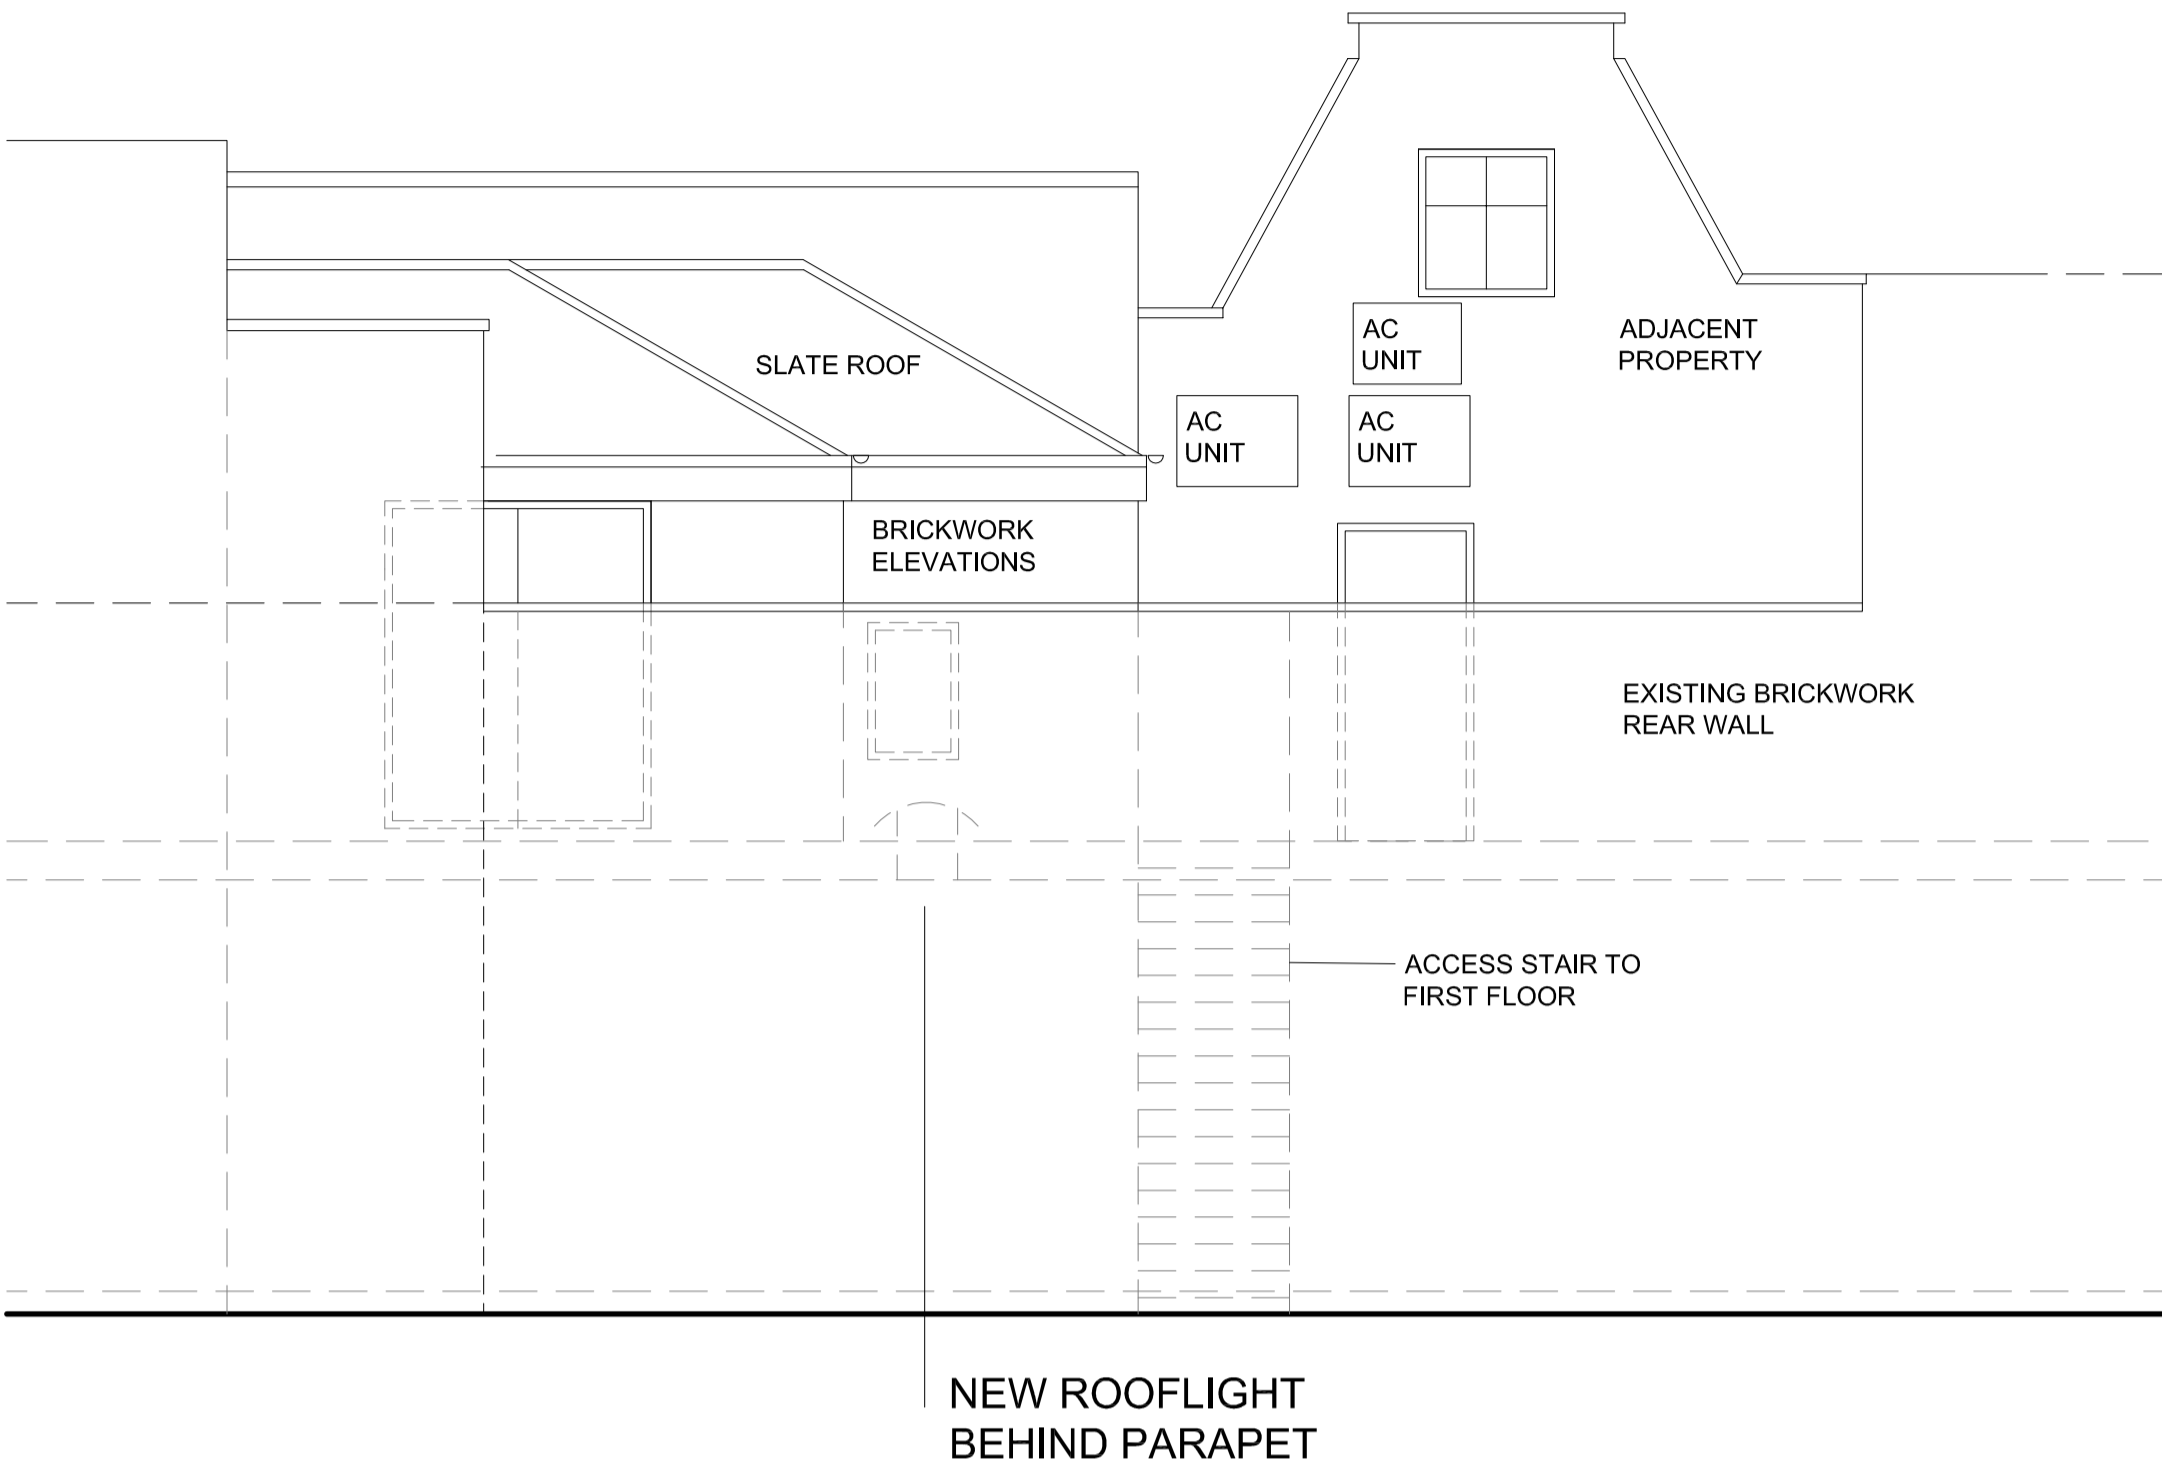 AC
UNIT
ADJACENT
PROPERTY
SLATE ROOF
AC
UNIT
AC
UNIT
BRICKWORK
ELEVATIONS
EXISTING BRICKWORK
REAR WALL
ACCESS STAIR TO
FIRST FLOOR
NEW ROOFLIGHT
BEHIND PARAPET